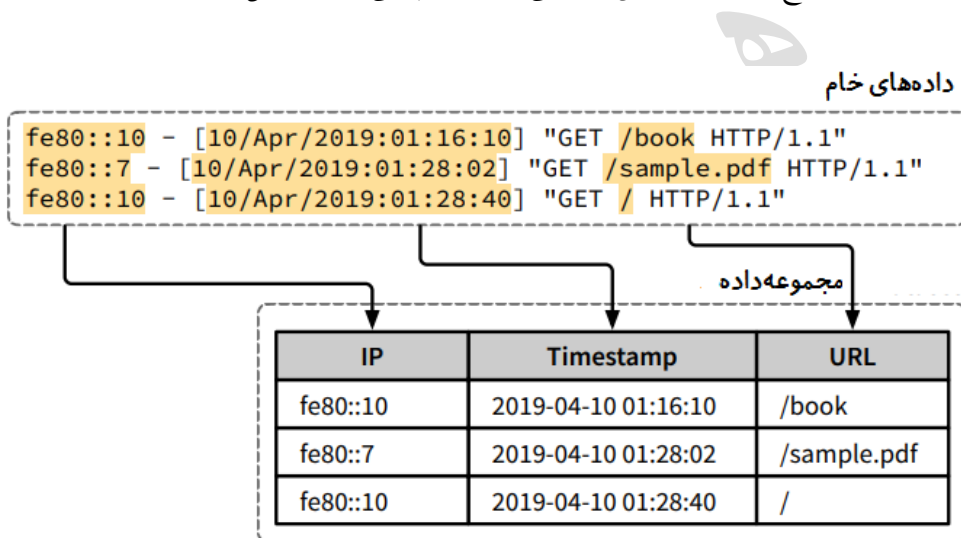 داده‌های خام
fe80::10 - [10/Apr/2019:01:16:10] "GET /book HTTP/1.1"
fe80::7 - [10/Apr/2019:01:28:02] "GET /sample.pdf HTTP/1.1"
fe80::10 - [10/Apr/2019:01:28:40] "GET / HTTP/1.1"
مجموعه‌داده
IP Timestamp URL
fe80::10 2019-04-10 01:16:10 /book
fe80::7 2019-04-10 01:28:02 /sample.pdf
fe80::10 2019-04-10 01:28:40 /